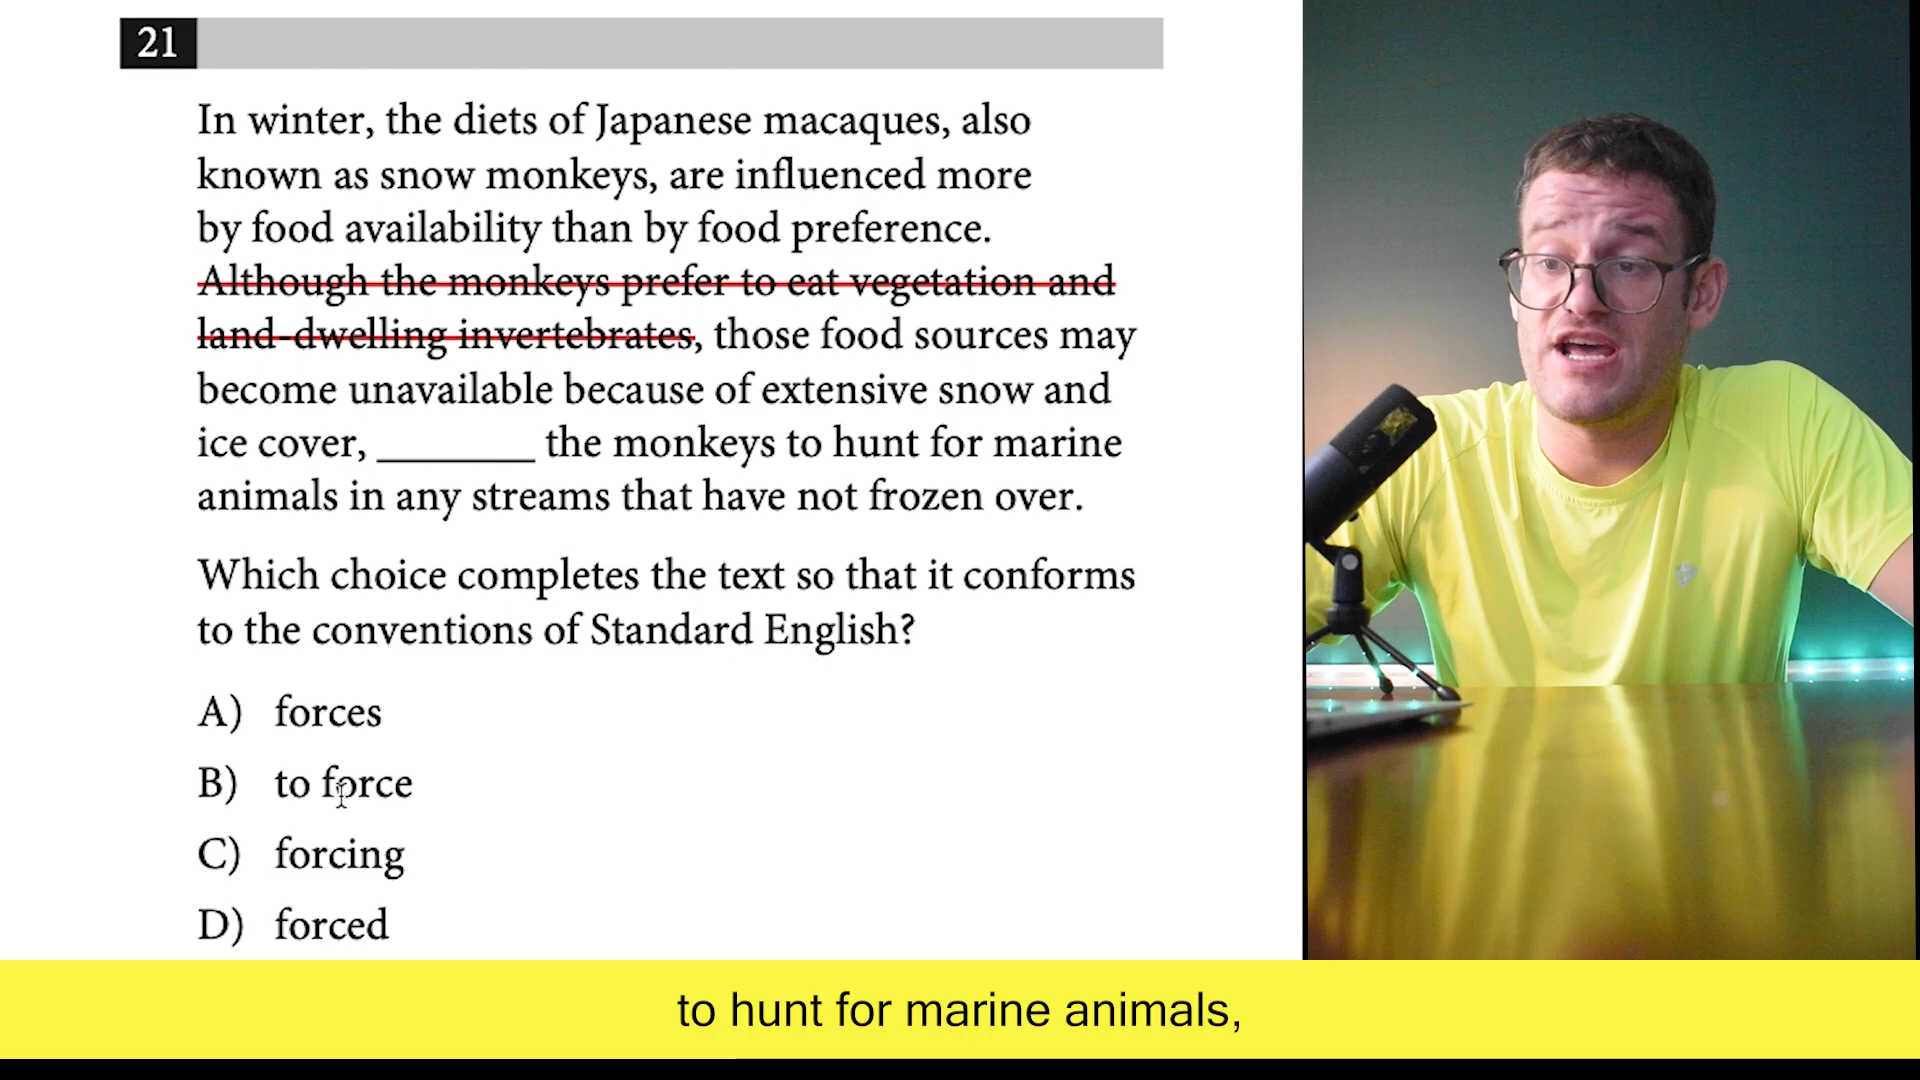 21
In winter, the diets of Japanese macaques, also
known as snow monkeys, are influenced more
by food availability than by food preference.
Although the monkeys prefer to eat vegetation and
land-dwelling invertebrates, those food sources may
become unavailable because of extensive snow and
ice cover, ________ the monkeys to hunt for marine
animals in any streams that have not frozen over.
Which choice completes the text so that it conforms
to the conventions of Standard English?
A) forces
B) to force
C) forcing
D) forced
to hunt for marine animals,